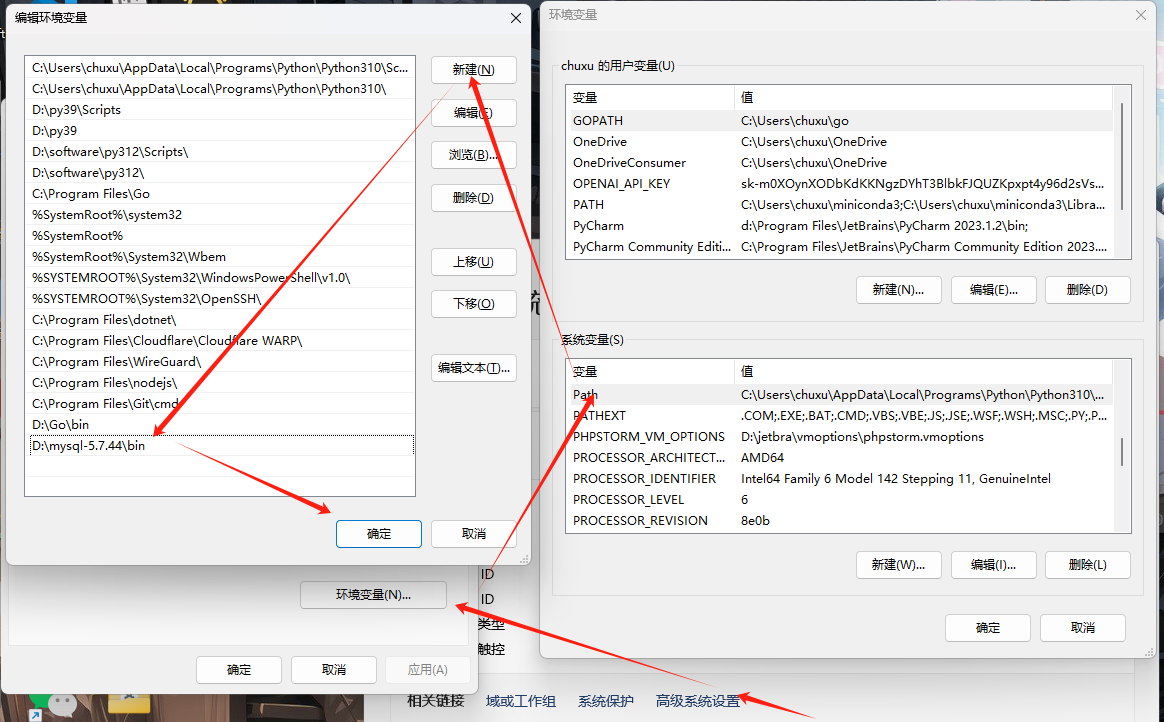 编辑环境变量
C:\Users\chuxu\AppData\Local\Programs\Python\Python310\Sc...
C:\Users\chuxu\AppData\Local\Programs\Python\Python310\
D:\py39\Scripts
D:\py39
D:\software\py312\Scripts\
D:\software\py312\
C:\Program Files\Go
%SystemRoot%\system32
%SystemRoot%
%SystemRoot%\System32\Wbem
%SYSTEMROOT%\System32\WindowsPowerShell\v1.0\
%SYSTEMROOT%\System32\OpenSSH\
C:\Program Files\dotnet\
C:\Program Files\Cloudflare\Cloudflare WARP\
C:\Program Files\WireGuard\
C:\Program Files\nodejs\
C:\Program Files\Git\cmd
D:\Go\bin
D:\mysql-5.7.44\bin
新建(N)
编辑(E)
浏览(B)...
删除(D)
上移(U)
下移(O)
编辑文本(T)...
确定
取消
环境变量(N)...
确定
取消
应用(A)
环境变量
chuxu 的用户变量(U)
变量 值
GOPATH C:\Users\chuxu\go
OneDrive C:\Users\chuxu\OneDrive
OneDriveConsumer C:\Users\chuxu\OneDrive
OPENAI_API_KEY sk-m0XOynXODbKdKKNgzDYhT3BlbkFJQUZKpxpt4y96d2sVs...
PATH C:\Users\chuxu\miniconda3;C:\Users\chuxu\miniconda3\Libra...
PyCharm d:\Program Files\JetBrains\PyCharm 2023.1.2\bin;
PyCharm Community Editi... C:\Program Files\JetBrains\PyCharm Community Edition 2023....
新建(N)...
编辑(E)...
删除(D)
系统变量(S)
变量 值
Path C:\Users\chuxu\AppData\Local\Programs\Python\Python310\...
PATHEXT .COM;.EXE;.BAT;.CMD;.VBS;.VBE;.JS;.JSE;.WSF;.WSH;.MSC;.PY;.P...
PHPSTORM_VM_OPTIONS D:\jetbra\vmoptions\phpstorm.vmoptions
PROCESSOR_ARCHITECT... AMD64
PROCESSOR_IDENTIFIER Intel64 Family 6 Model 142 Stepping 11, GenuineIntel
PROCESSOR_LEVEL 6
PROCESSOR_REVISION 8e0b
新建(W)...
编辑(I)...
删除(L)
确定
取消
统
ID
ID
类型
触控
相关链接 域或工作组 系统保护 高级系统设置